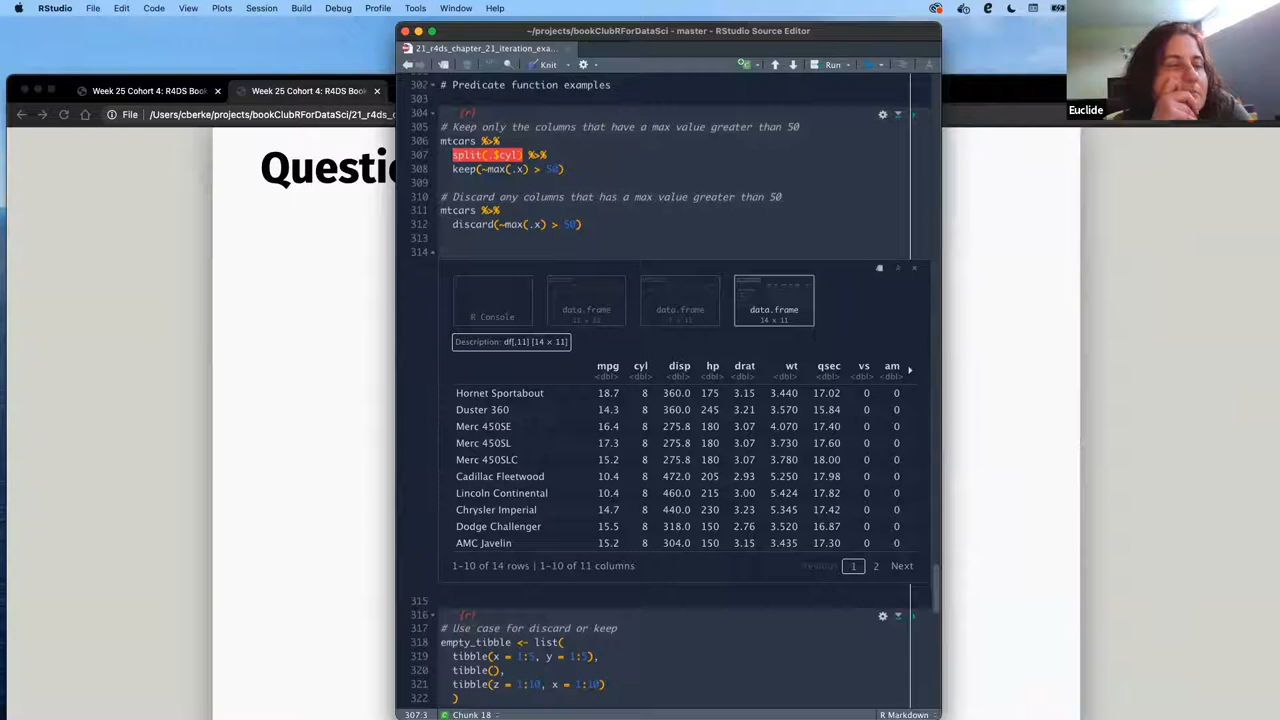 RStudio File Edit Code View Plots Session Build Debug Profile Tools Window Help
Euclide
~/projects/bookClubRForDataSci - master - RStudio Source Editor
21_r4ds_chapter_21_iteration_exa...
Week 25 Cohort 4: R4DS Book
Week 25 Cohort 4: R4DS Book
File /Users/cberke/projects/bookClubRForDataSci/21_r4ds_c
Knit
Run
Questi
302 # Predicate function examples
303
304 {r}
305 # Keep only the columns that have a max value greater than 50
306 mtcars %>%
307 split(.$cyl) %>%
308 keep(~max(.x) > 50)
309
310 # Discard any columns that has a max value greater than 50
311 mtcars %>%
312 discard(~max(.x) > 50)
313
314
R Console
data.frame
data.frame
data.frame
14 x 11
Description: df[,11] [14 × 11]
mpg cyl disp hp drat wt qsec vs am
<dbl> <dbl> <dbl> <dbl> <dbl> <dbl> <dbl> <dbl> <dbl>
Hornet Sportabout 18.7 8 360.0 175 3.15 3.440 17.02 0 0
Duster 360 14.3 8 360.0 245 3.21 3.570 15.84 0 0
Merc 450SE 16.4 8 275.8 180 3.07 4.070 17.40 0 0
Merc 450SL 17.3 8 275.8 180 3.07 3.730 17.60 0 0
Merc 450SLC 15.2 8 275.8 180 3.07 3.780 18.00 0 0
Cadillac Fleetwood 10.4 8 472.0 205 2.93 5.250 17.98 0 0
Lincoln Continental 10.4 8 460.0 215 3.00 5.424 17.82 0 0
Chrysler Imperial 14.7 8 440.0 230 3.23 5.345 17.42 0 0
Dodge Challenger 15.5 8 318.0 150 2.76 3.520 16.87 0 0
AMC Javelin 15.2 8 304.0 150 3.15 3.435 17.30 0 0
1-10 of 14 rows | 1-10 of 11 columns
Previous 1 2 Next
315
316 {r}
317 # Use case for discard or keep
318 empty_tibble <- list(
319 tibble(x = 1:5, y = 1:5),
320 tibble(),
321 tibble(z = 1:10, x = 1:10)
322 )
307:3 Chunk 18 R Markdown